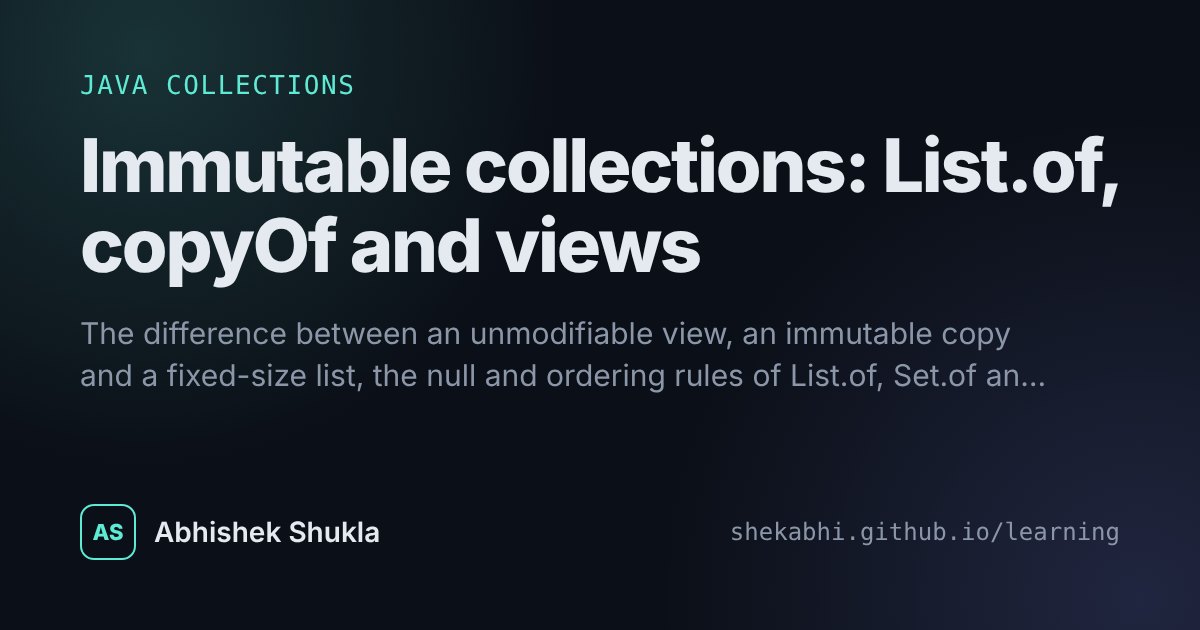 JAVA COLLECTIONS
Immutable collections: List.of,
copyOf and views
The difference between an unmodifiable view, an immutable copy
and a fixed-size list, the null and ordering rules of List.of, Set.of an…
AS
Abhishek Shukla
shekabhi.github.io/learning